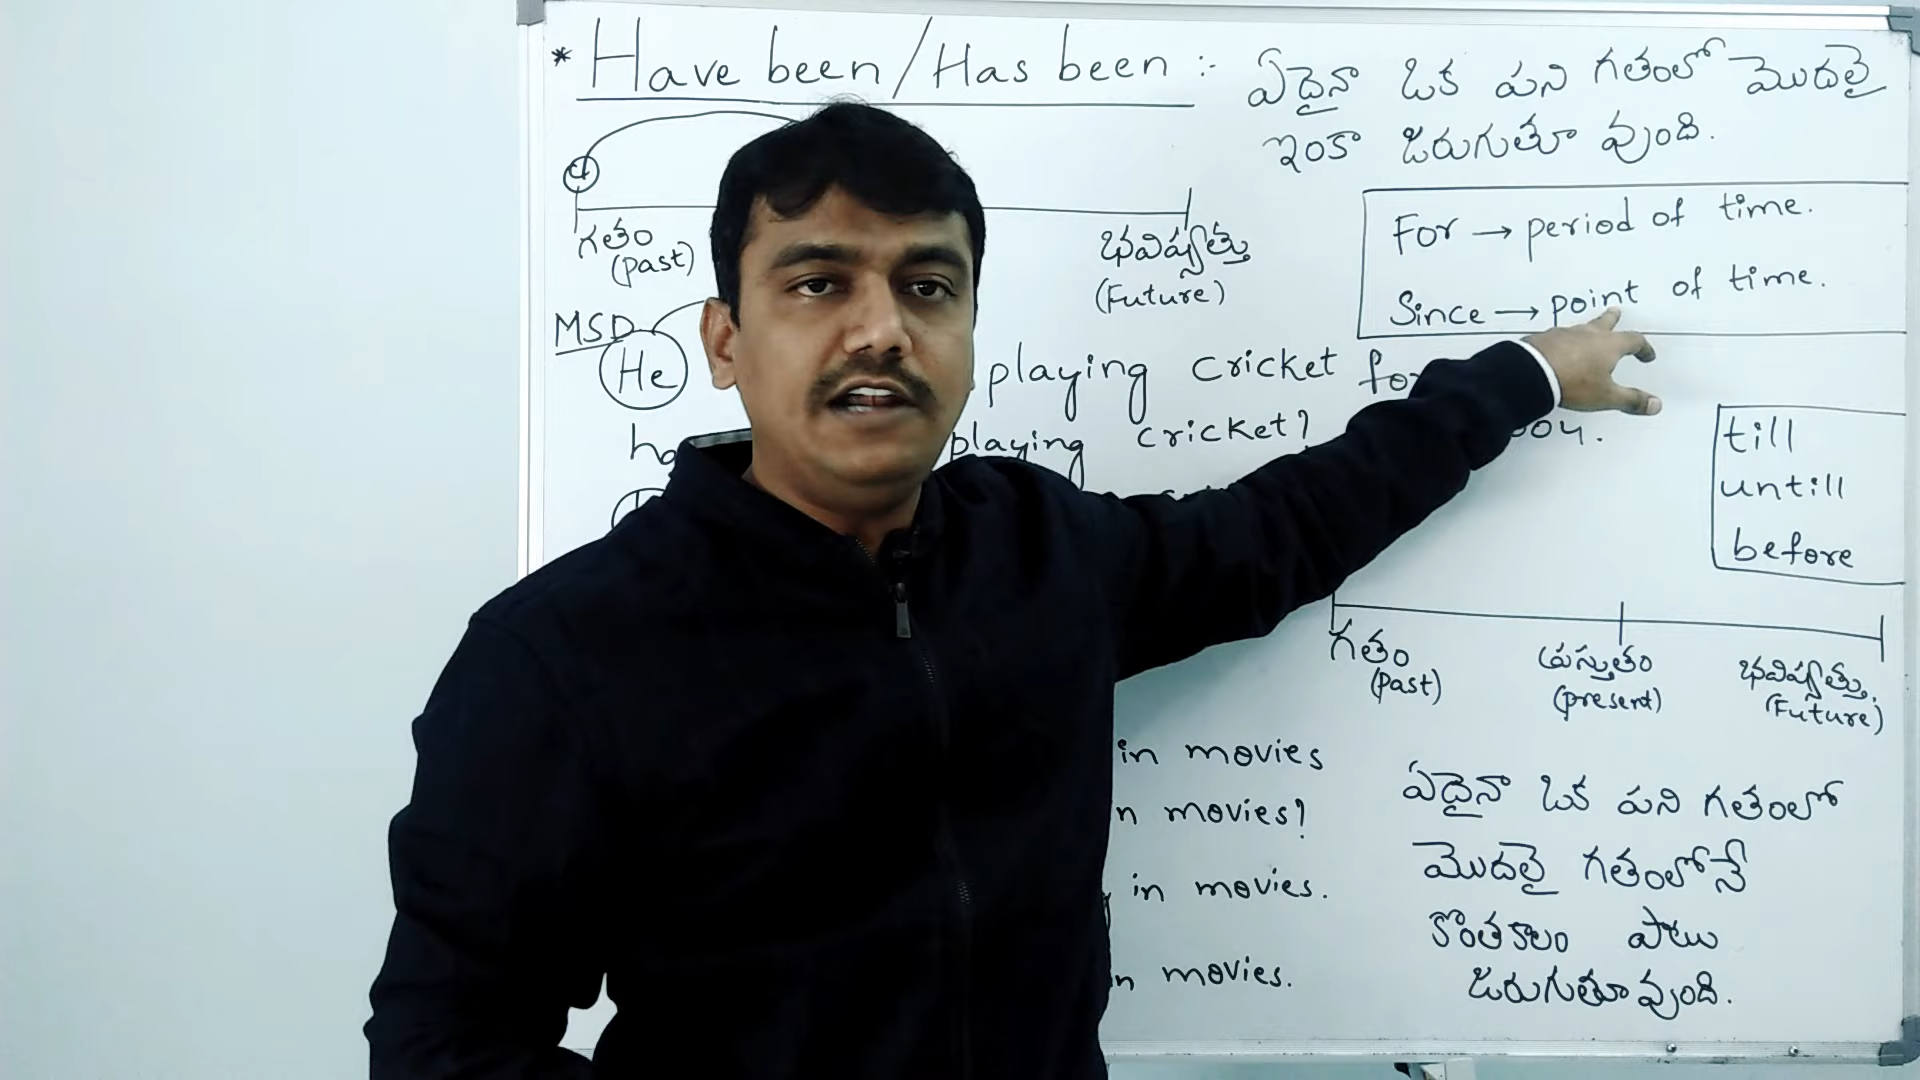 * Have been / Has been :- ఏదైనా ఒక పని గతంలో మొదలై
ఇంకా జరుగుతూ వుంది.
గతం
(past)
భవిష్యత్తు
(Future)
For → period of time.
Since → point of time.
MSD
He playing cricket
playing cricket?
till
untill
before
గతం
(past)
ప్రస్తుతం
(present)
భవిష్యత్తు.
(Future)
in movies
movies?
in movies.
movies.
ఏదైనా ఒక పని గతంలో
మొదలై గతంలోనే
కొంతకాలం పాటు
జరుగుతూ వుంది.